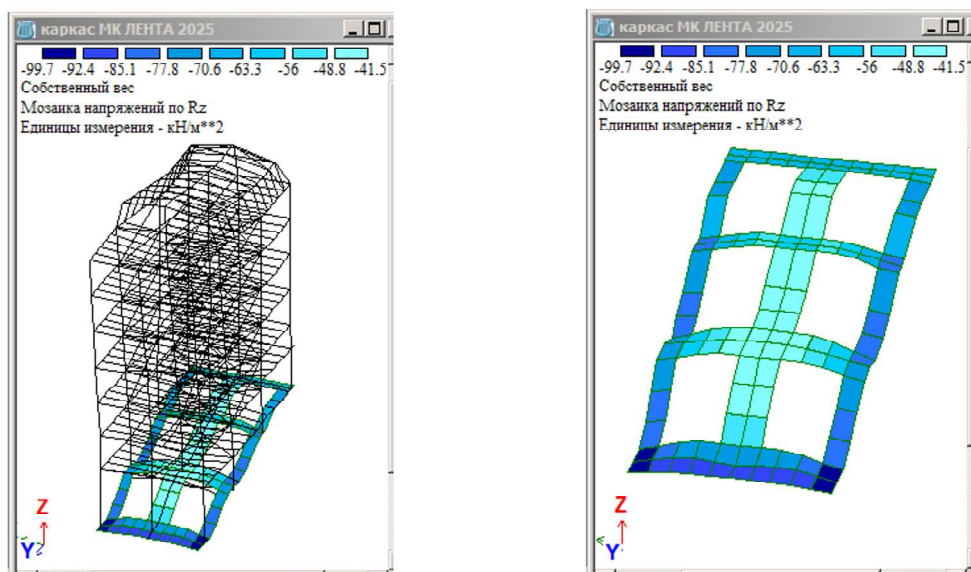 каркас МК ЛЕНТА 2025
-99.7 -92.4 -85.1 -77.8 -70.6 -63.3 -56 -48.8 -41.5
Собственный вес
Мозаика напряжений по Rz
Единицы измерения - кН/м**2
Z
Y
каркас МК ЛЕНТА 2025
-99.7 -92.4 -85.1 -77.8 -70.6 -63.3 -56 -48.8 -41.5
Собственный вес
Мозаика напряжений по Rz
Единицы измерения - кН/м**2
Z
Y